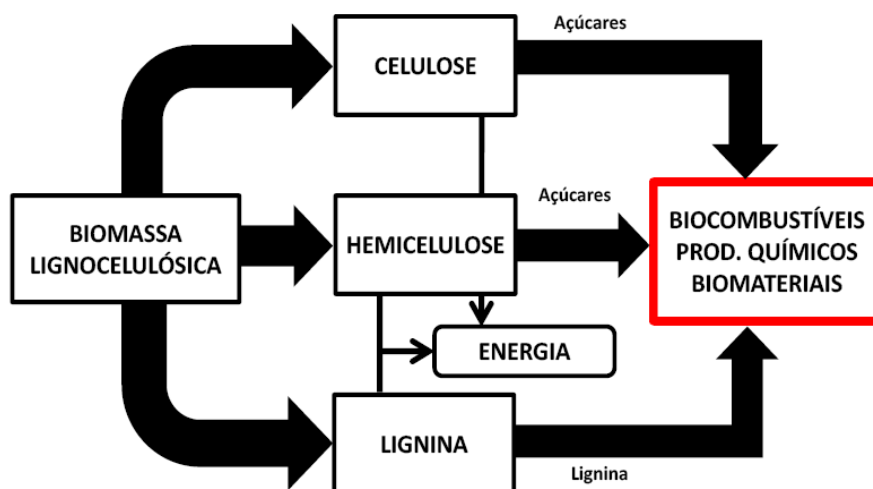 Açúcares
CELULOSE
Açúcares
BIOMASSA
LIGNOCELULÓSICA
HEMICELULOSE
BIOCOMBUSTÍVEIS
PROD. QUÍMICOS
BIOMATERIAIS
ENERGIA
LIGNINA
Lignina